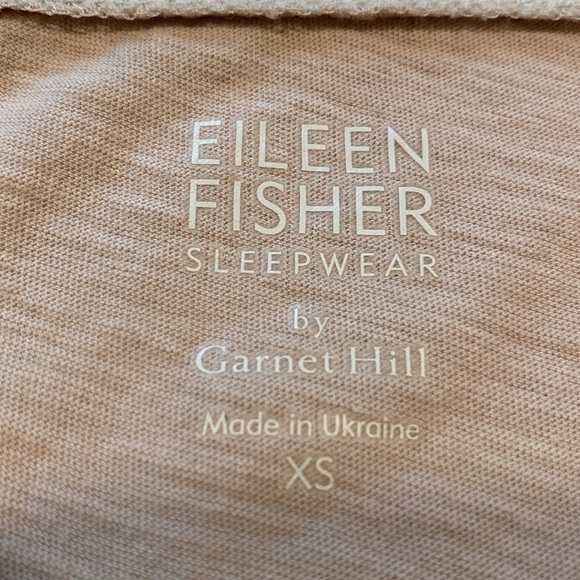 EILEEN
FISHER
SLEEPWEAR
by
Garnet Hill
Made in Ukraine
XS